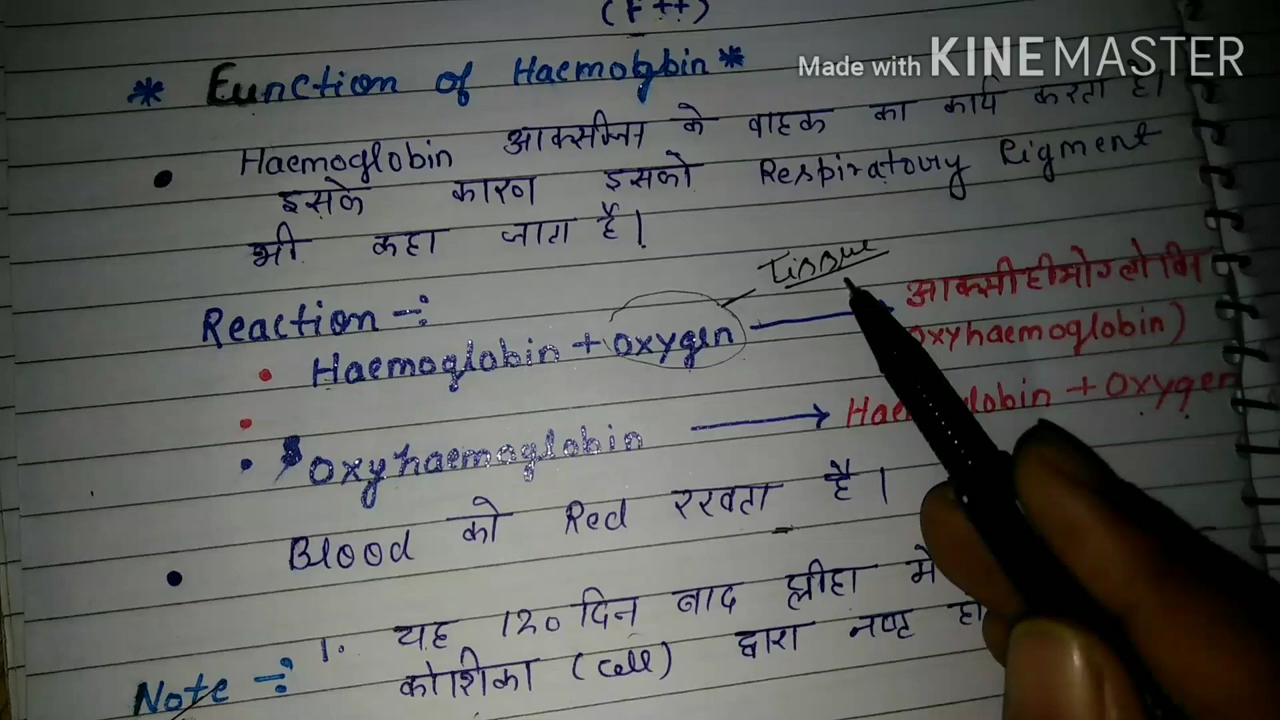 (F++)
Made with KINEMASTER
* Function of Haemolgbin *
• Haemoglobin आक्सीजन के वाहक का कार्य करता है।
इसके कारण इसको Respiratory Pigment
भी कहा जाता है।
Tissue
Reaction -:
• Haemoglobin + oxygen → आक्सीहीमोग्लोबिन
oxyhaemoglobin)
• Oxyhaemoglobin → Haemoglobin + Oxygen
• Blood को Red रखता है।
Note -: 1. यह 120 दिन बाद प्लीहा में
कोशिका (cell) द्वारा नष्ट हो